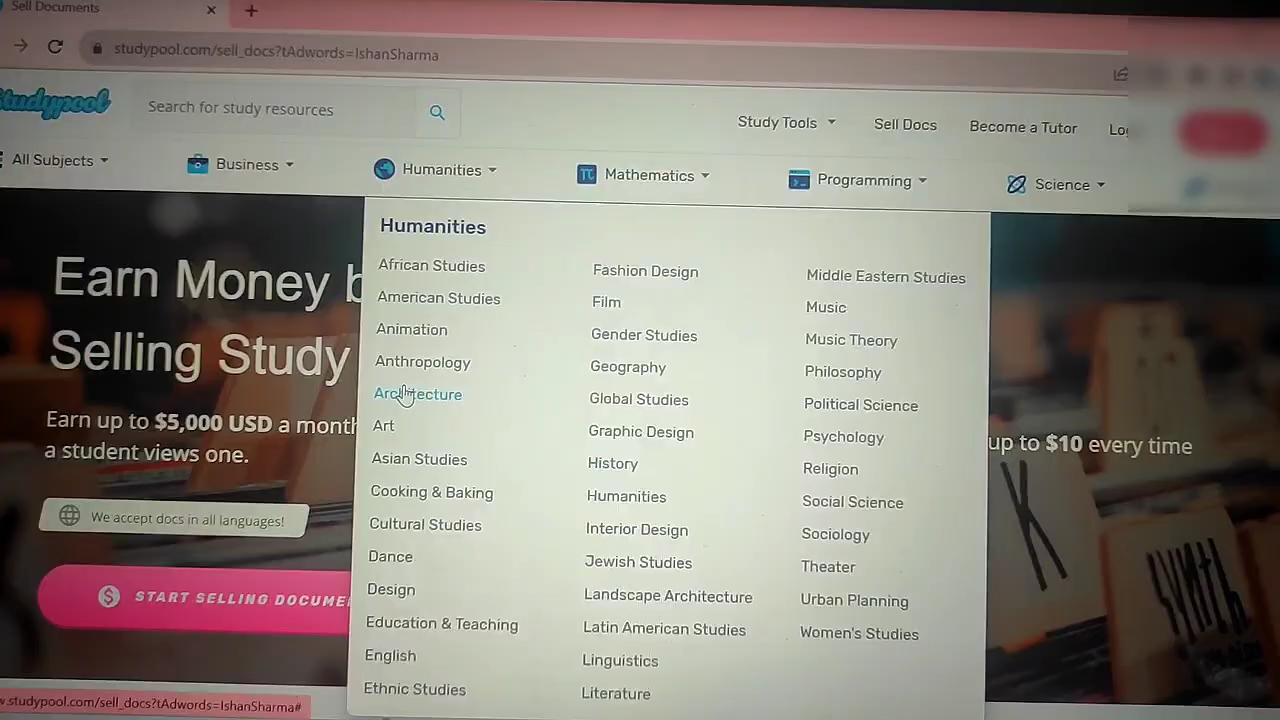 Sell Documents
studypool.com/sell_docs?tAdwords=IshanSharma
Studypool
Search for study resources
Study Tools
Sell Docs
Become a Tutor
All Subjects
Business
Humanities
Mathematics
Programming
Science
Humanities
African Studies
American Studies
Animation
Anthropology
Architecture
Art
Asian Studies
Cooking & Baking
Cultural Studies
Dance
Design
Education & Teaching
English
Ethnic Studies
Fashion Design
Film
Gender Studies
Geography
Global Studies
Graphic Design
History
Humanities
Interior Design
Jewish Studies
Landscape Architecture
Latin American Studies
Linguistics
Literature
Middle Eastern Studies
Music
Music Theory
Philosophy
Political Science
Psychology
Religion
Social Science
Sociology
Theater
Urban Planning
Women's Studies
Earn Money b
Selling Study
Earn up to $5,000 USD a month
up to $10 every time
a student views one.
We accept docs in all languages!
START SELLING DOCUME
K
w.studypool.com/sell_docs?tAdwords=IshanSharma#